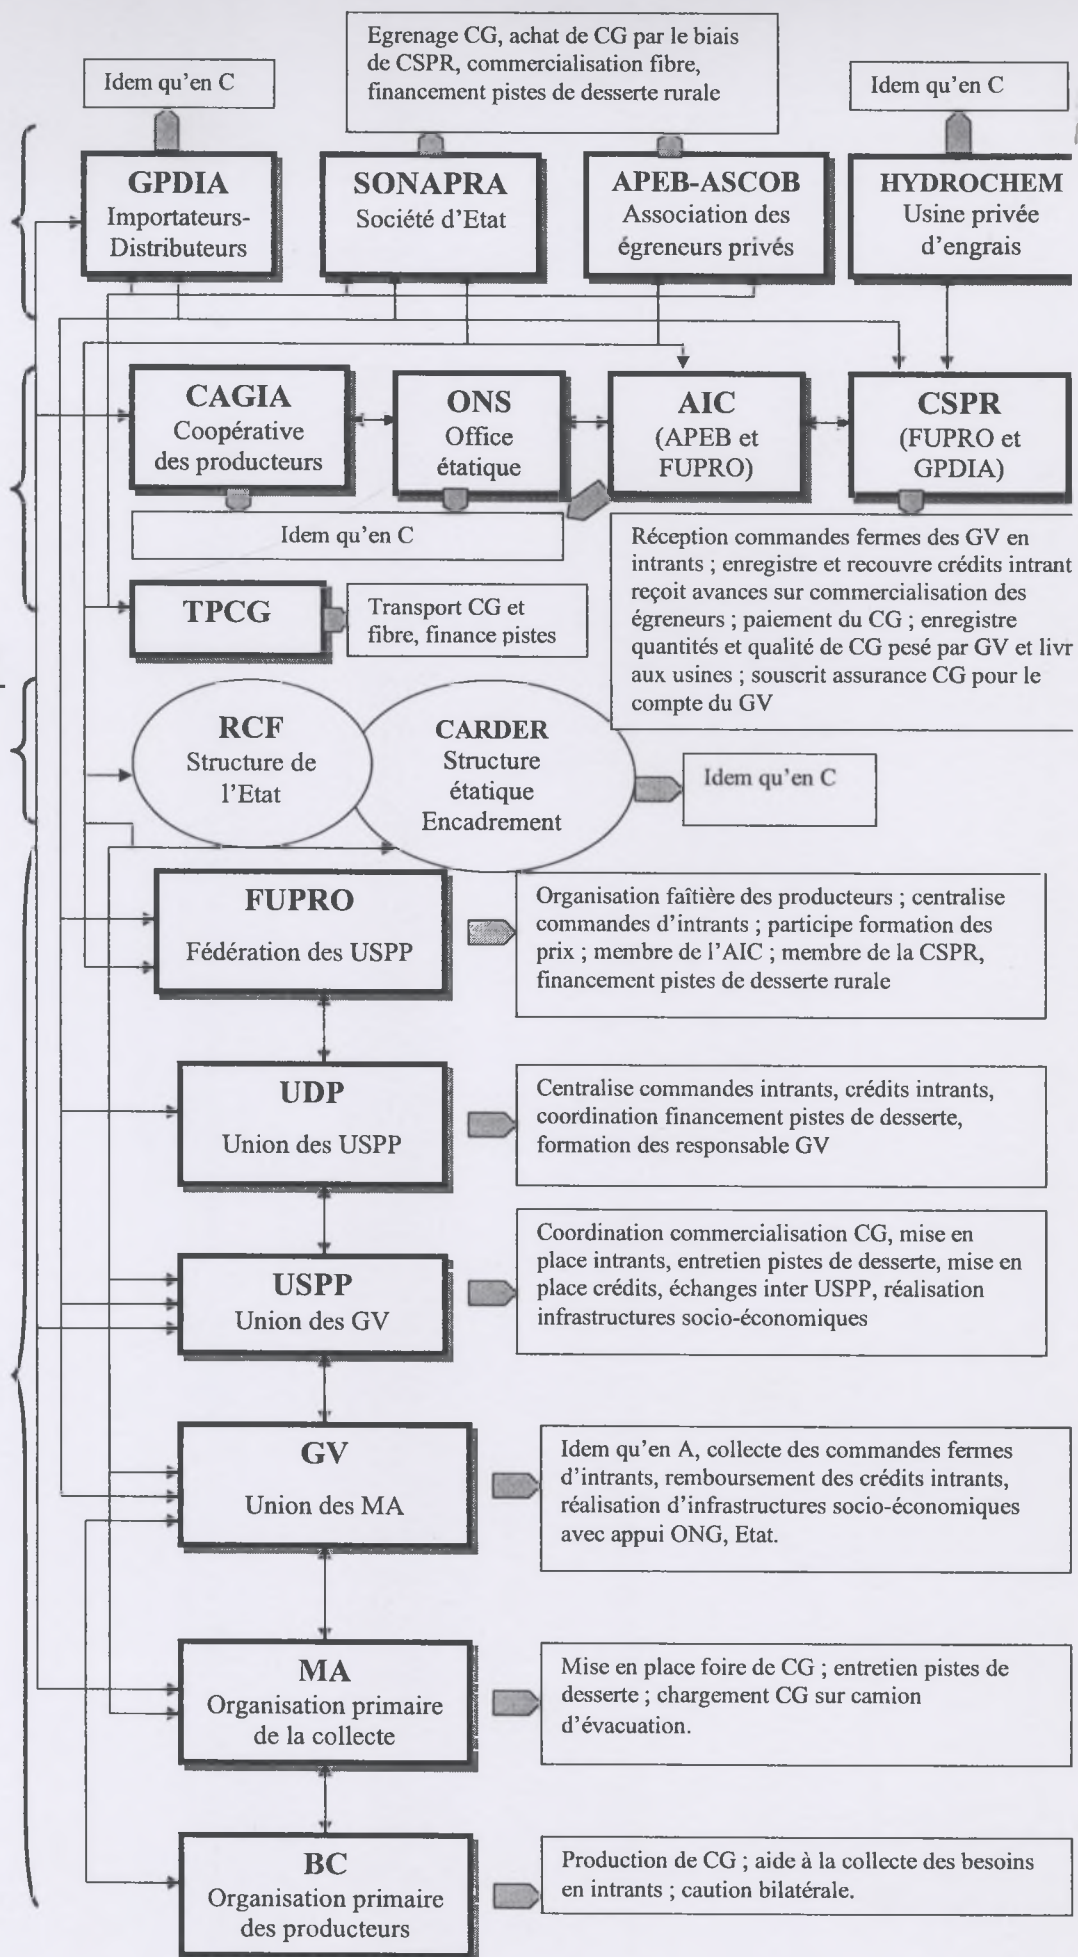 Egrenage CG, achat de CG par le biais
de CSPR, commercialisation fibre,
financement pistes de desserte rurale
Idem qu'en C
Idem qu'en C
GPDIA
Importateurs-
Distributeurs
SONAPRA
Société d'Etat
APEB-ASCOB
Association des
égreneurs privés
HYDROCHEM
Usine privée
d'engrais
CAGIA
Coopérative
des producteurs
ONS
Office
étatique
AIC
(APEB et
FUPRO)
CSPR
(FUPRO et
GPDIA)
Idem qu'en C
Réception commandes fermes des GV en
intrants ; enregistre et recouvre crédits intrant
reçoit avances sur commercialisation des
égreneurs ; paiement du CG ; enregistre
quantités et qualité de CG pesé par GV et livr
aux usines ; souscrit assurance CG pour le
compte du GV
TPCG
Transport CG et
fibre, finance pistes
RCF
Structure de
l'Etat
CARDER
Structure
étatique
Encadrement
Idem qu'en C
FUPRO
Fédération des USPP
Organisation faîtière des producteurs ; centralise
commandes d'intrants ; participe formation des
prix ; membre de l'AIC ; membre de la CSPR,
financement pistes de desserte rurale
UDP
Union des USPP
Centralise commandes intrants, crédits intrants,
coordination financement pistes de desserte,
formation des responsable GV
USPP
Union des GV
Coordination commercialisation CG, mise en
place intrants, entretien pistes de desserte, mise en
place crédits, échanges inter USPP, réalisation
infrastructures socio-économiques
GV
Union des MA
Idem qu'en A, collecte des commandes fermes
d'intrants, remboursement des crédits intrants,
réalisation d'infrastructures socio-économiques
avec appui ONG, Etat.
MA
Organisation primaire
de la collecte
Mise en place foire de CG ; entretien pistes de
desserte ; chargement CG sur camion
d'évacuation.
BC
Organisation primaire
des producteurs
Production de CG ; aide à la collecte des besoins
en intrants ; caution bilatérale.